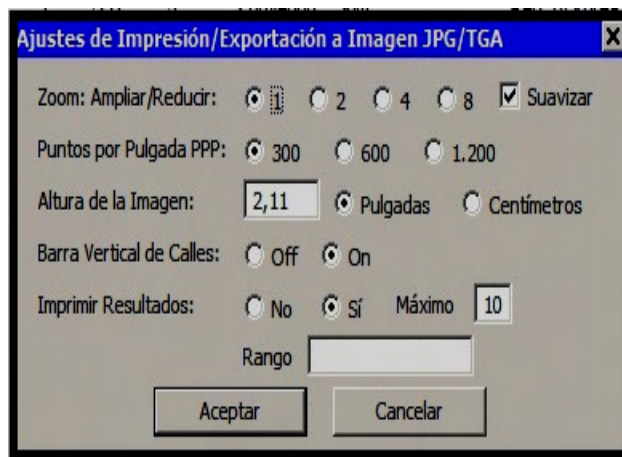 Ajustes de Impresión/Exportación a Imagen JPG/TGA X
Zoom: Ampliar/Reducir: 1 2 4 8 Suavizar
Puntos por Pulgada PPP: 300 600 1.200
Altura de la Imagen: 2,11 Pulgadas Centímetros
Barra Vertical de Calles: Off On
Imprimir Resultados: No Sí Máximo 10
Rango
Aceptar Cancelar